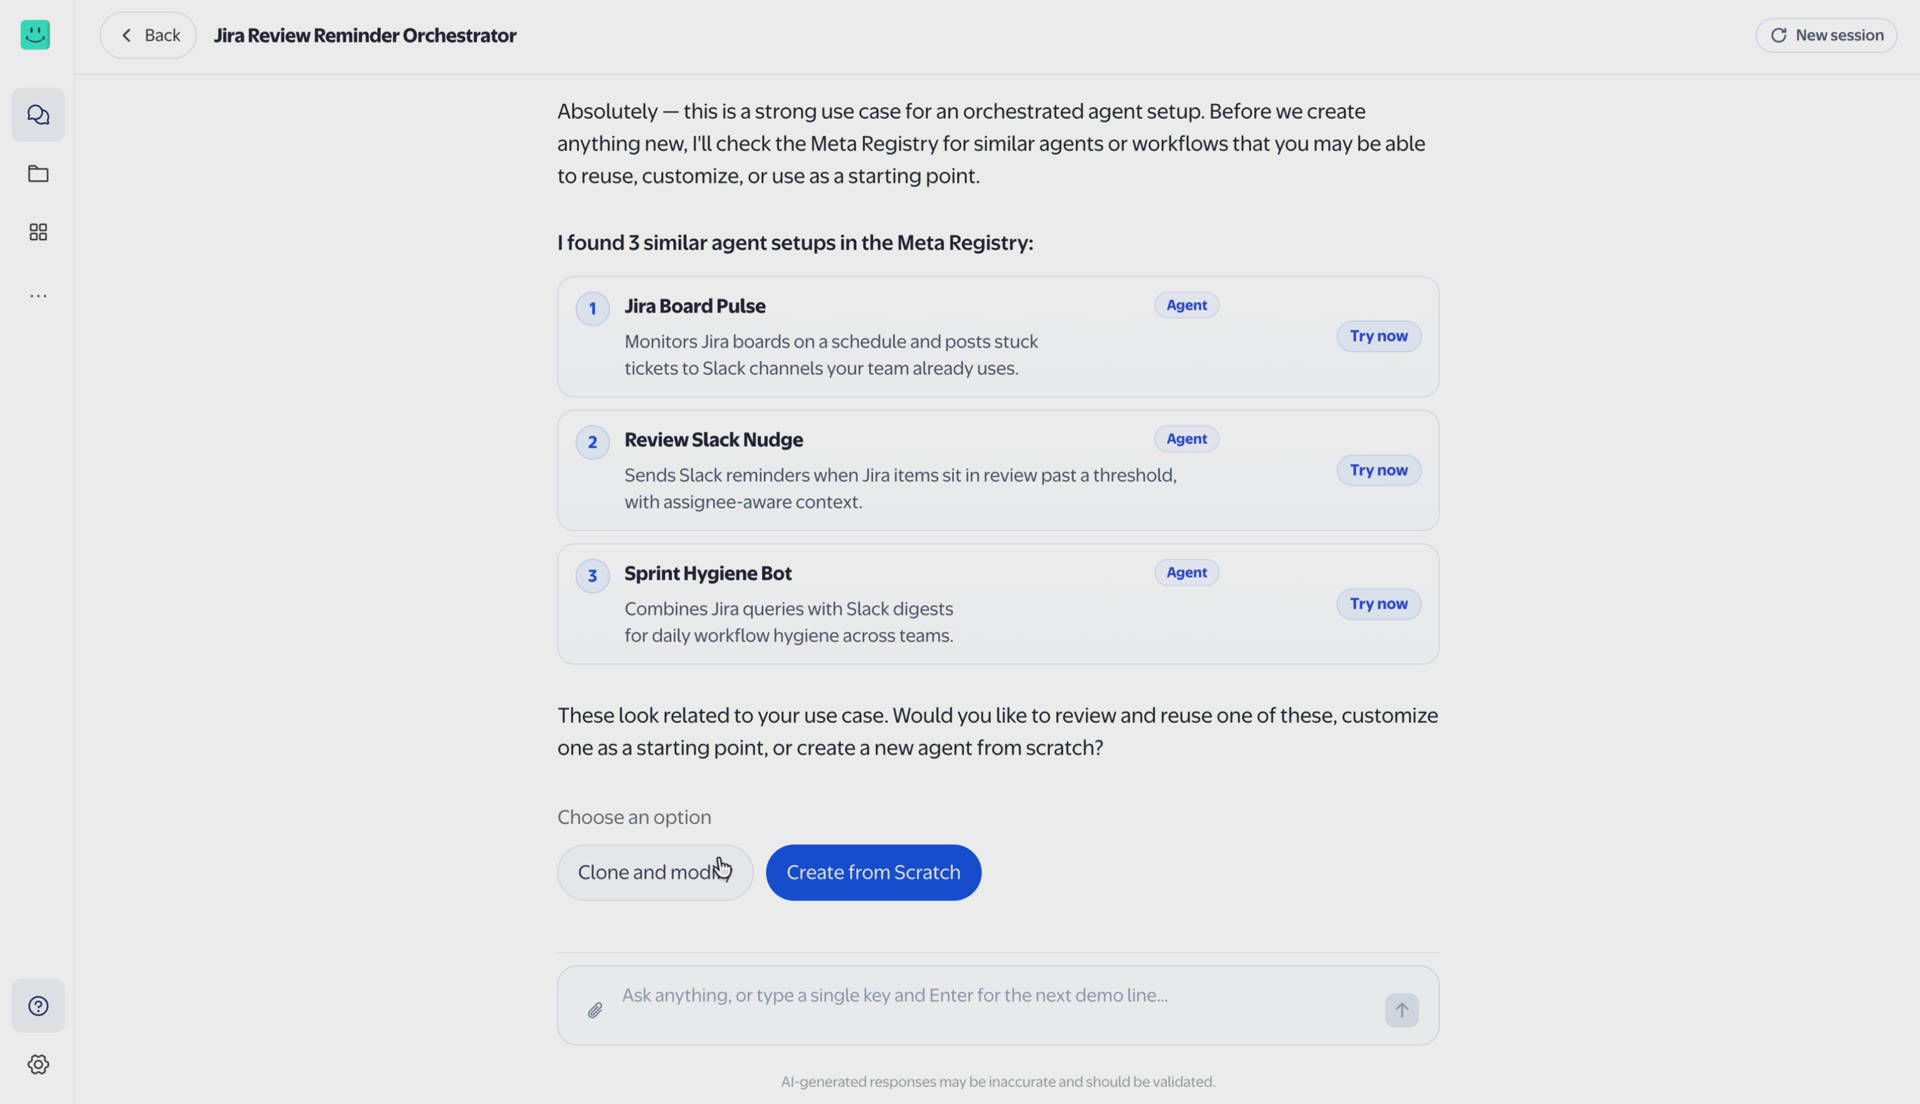 Back
Jira Review Reminder Orchestrator
New session
Absolutely — this is a strong use case for an orchestrated agent setup. Before we create
anything new, I'll check the Meta Registry for similar agents or workflows that you may be able
to reuse, customize, or use as a starting point.
I found 3 similar agent setups in the Meta Registry:
1
Jira Board Pulse
Agent
Monitors Jira boards on a schedule and posts stuck
tickets to Slack channels your team already uses.
Try now
2
Review Slack Nudge
Agent
Sends Slack reminders when Jira items sit in review past a threshold,
with assignee-aware context.
Try now
3
Sprint Hygiene Bot
Agent
Combines Jira queries with Slack digests
for daily workflow hygiene across teams.
Try now
These look related to your use case. Would you like to review and reuse one of these, customize
one as a starting point, or create a new agent from scratch?
Choose an option
Clone and modify
Create from Scratch
Ask anything, or type a single key and Enter for the next demo line...
AI-generated responses may be inaccurate and should be validated.